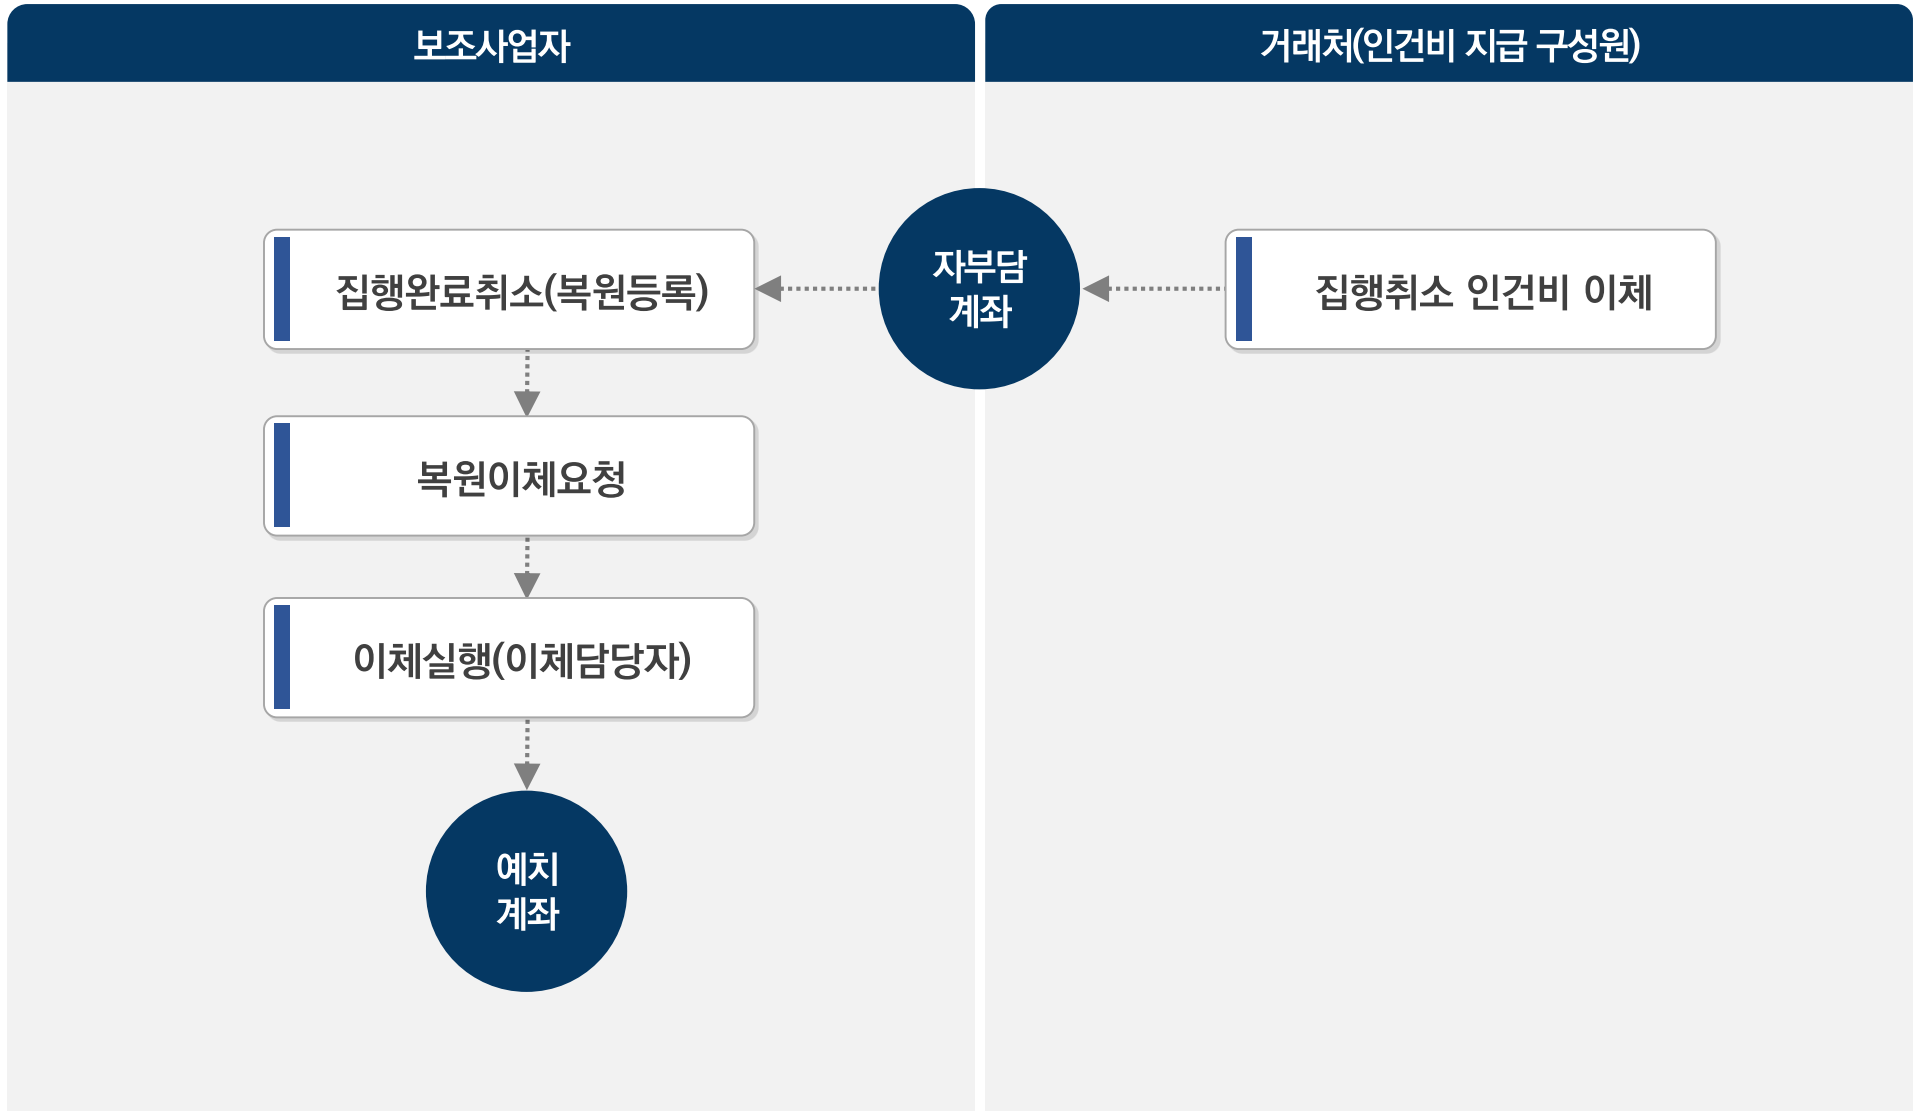 보조사업자
거래처(인건비 지급 구성원)
집행완료취소(복원등록)
자부담
계좌
집행취소 인건비 이체
복원이체요청
이체실행(이체담당자)
예치
계좌